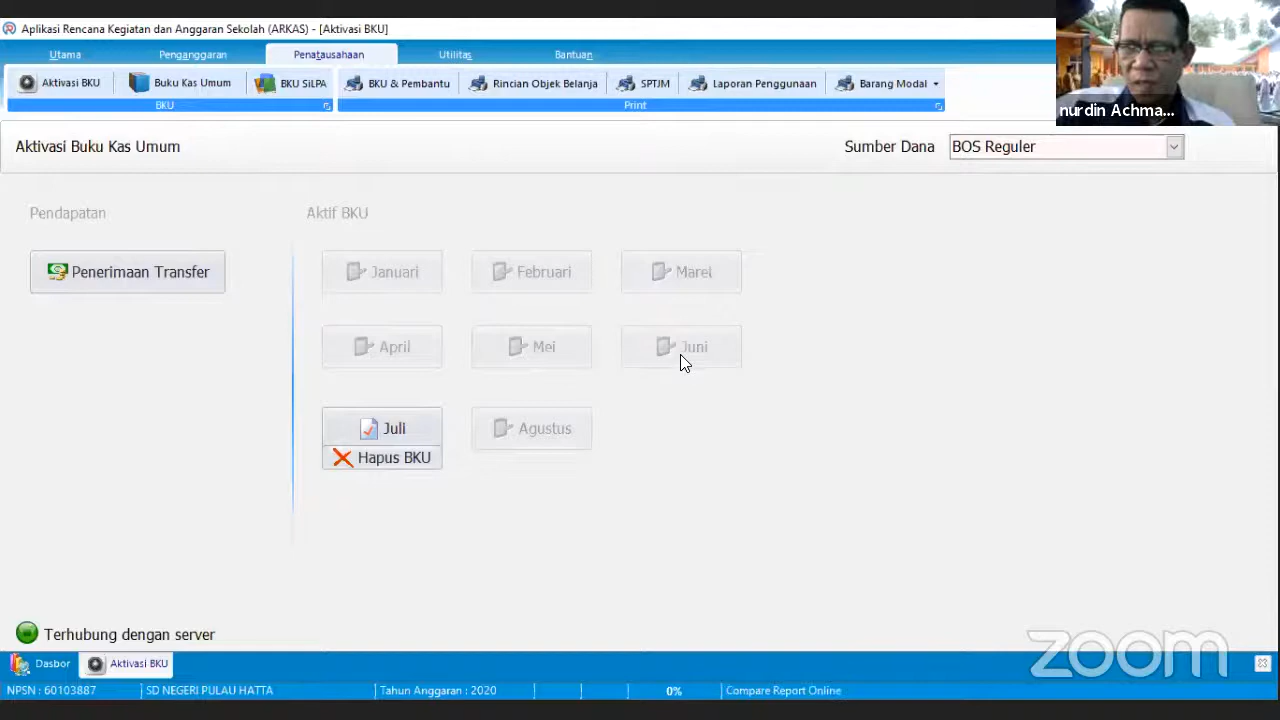 Aplikasi Rencana Kegiatan dan Anggaran Sekolah (ARKAS) - [Aktivasi BKU]
Utama Penganggaran Penatausahaan Utilitas Bantuan
Aktivasi BKU Buku Kas Umum BKU SiLPA BKU & Pembantu Rincian Objek Belanja SPTJM Laporan Penggunaan Barang Modal
BKU Print
nurdin Achma...
Aktivasi Buku Kas Umum Sumber Dana BOS Reguler
Pendapatan Aktif BKU
Penerimaan Transfer Januari Februari Maret
April Mei Juni
Juli Agustus
Hapus BKU
Terhubung dengan server
zoom
Dasbor Aktivasi BKU
NPSN : 60103887 SD NEGERI PULAU HATTA Tahun Anggaran : 2020 0% Compare Report Online